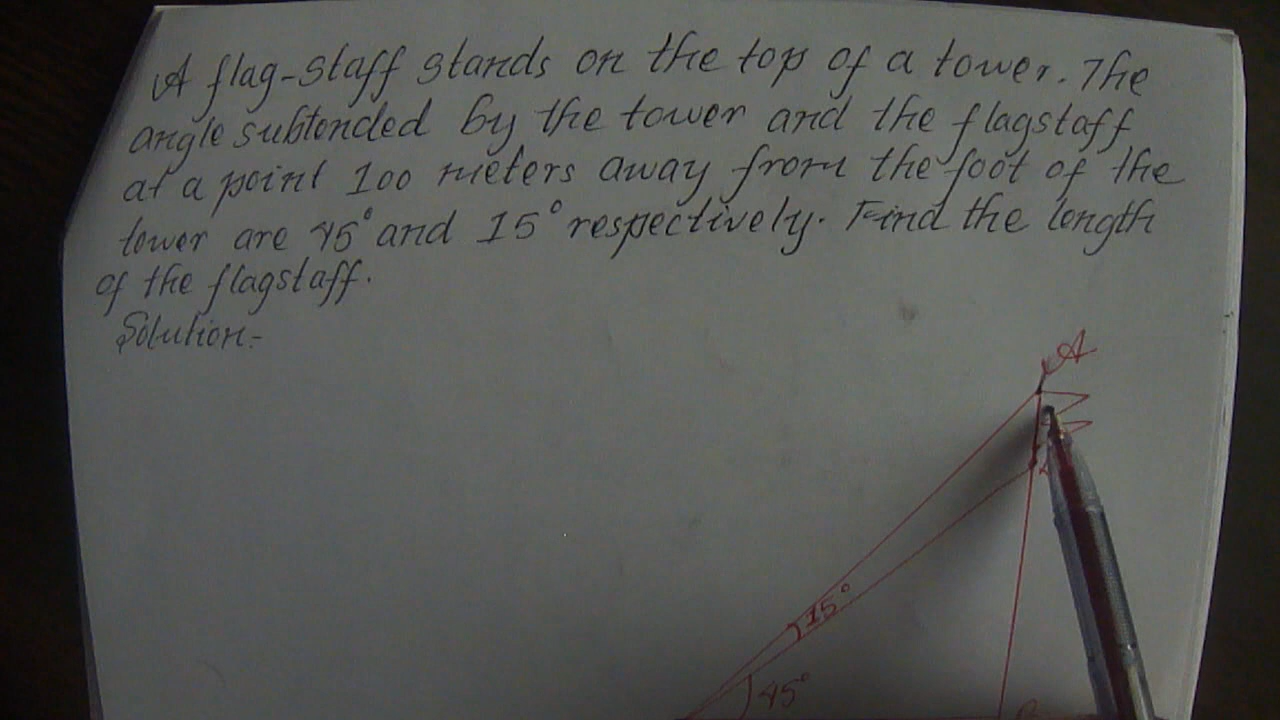 A flag-staff stands on the top of a tower. The
angle subtended by the tower and the flagstaff
at a point 100 meters away from the foot of the
tower are 45° and 15° respectively. Find the length
of the flagstaff.
Solution:-
A
15°
45°